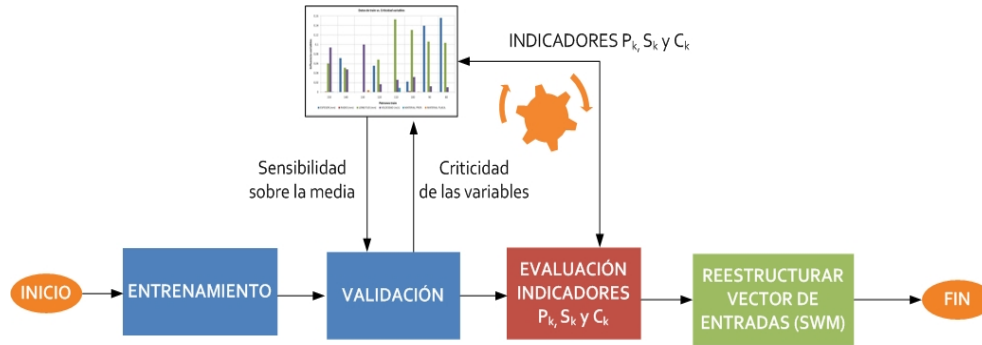 INDICADORES Pk, Sk y Ck
Sensibilidad
sobre la media
Criticidad
de las variables
INICIO
ENTRENAMIENTO
VALIDACIÓN
EVALUACIÓN
INDICADORES
Pk, Sk y Ck
REESTRUCTURAR
VECTOR DE
ENTRADAS (SWM)
FIN